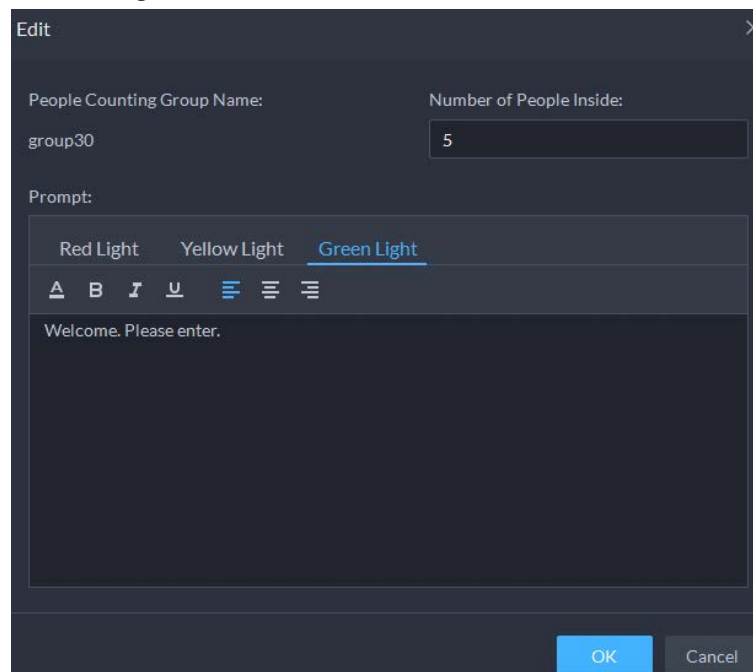 Edit
People Counting Group Name:
Number of People Inside:
group30
5
Prompt:
Red Light Yellow Light Green Light
A B I U
Welcome. Please enter.
OK Cancel